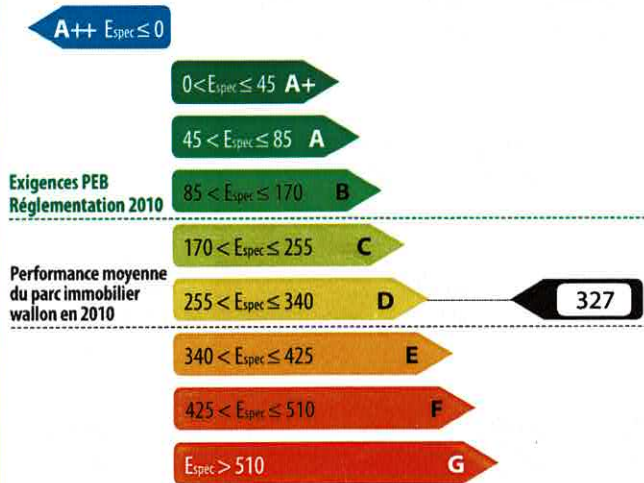 A++ Espec ≤ 0
0 < Espec ≤ 45 A+
45 < Espec ≤ 85 A
Exigences PEB
Réglementation 2010
85 < Espec ≤ 170 B
170 < Espec ≤ 255 C
Performance moyenne
du parc immobilier
wallon en 2010
255 < Espec ≤ 340 D
327
340 < Espec ≤ 425 E
425 < Espec ≤ 510 F
Espec > 510 G